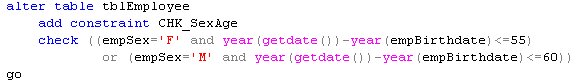 alter table tblEmployee
add constraint CHK_SexAge
check ((empSex='F' and year(getdate())-year(empBirthdate)<=55)
or (empSex='M' and year(getdate())-year(empBirthdate)<=60))
go